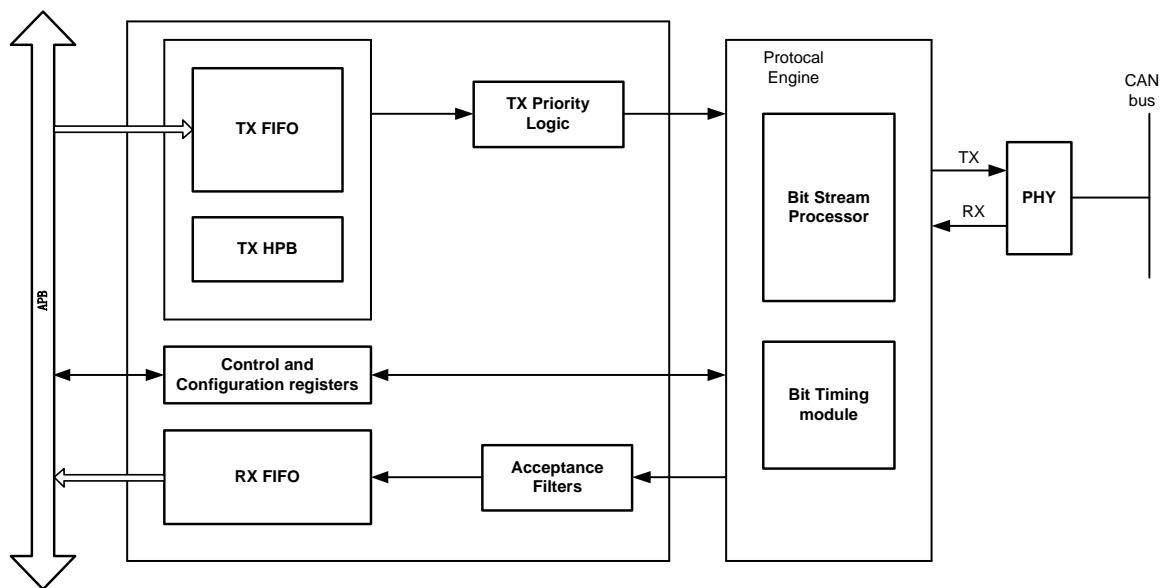 Protocal
Engine
CAN
bus
TX FIFO
TX Priority
Logic
TX
Bit Stream
Processor
PHY
RX
TX HPB
APB
Control and
Configuration registers
Bit Timing
module
RX FIFO
Acceptance
Filters